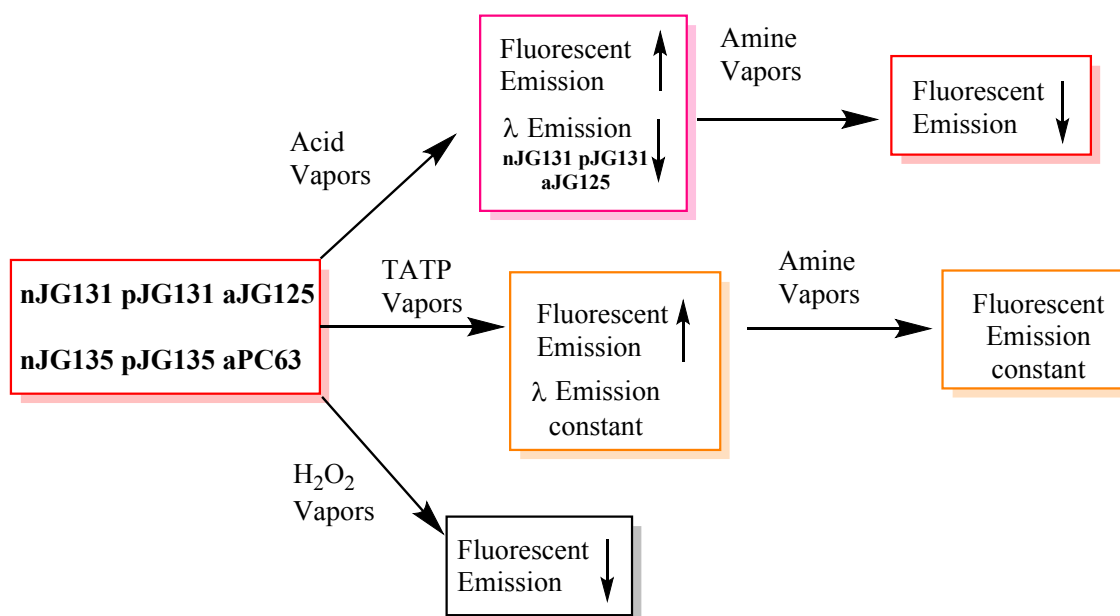 Acid
Vapors
Fluorescent
Emission
λ Emission
nJG131 pJG131
aJG125
Amine
Vapors
Fluorescent
Emission
nJG131 pJG131 aJG125
nJG135 pJG135 aPC63
TATP
Vapors
Fluorescent
Emission
λ Emission
constant
Amine
Vapors
Fluorescent
Emission
constant
H₂O₂
Vapors
Fluorescent
Emission